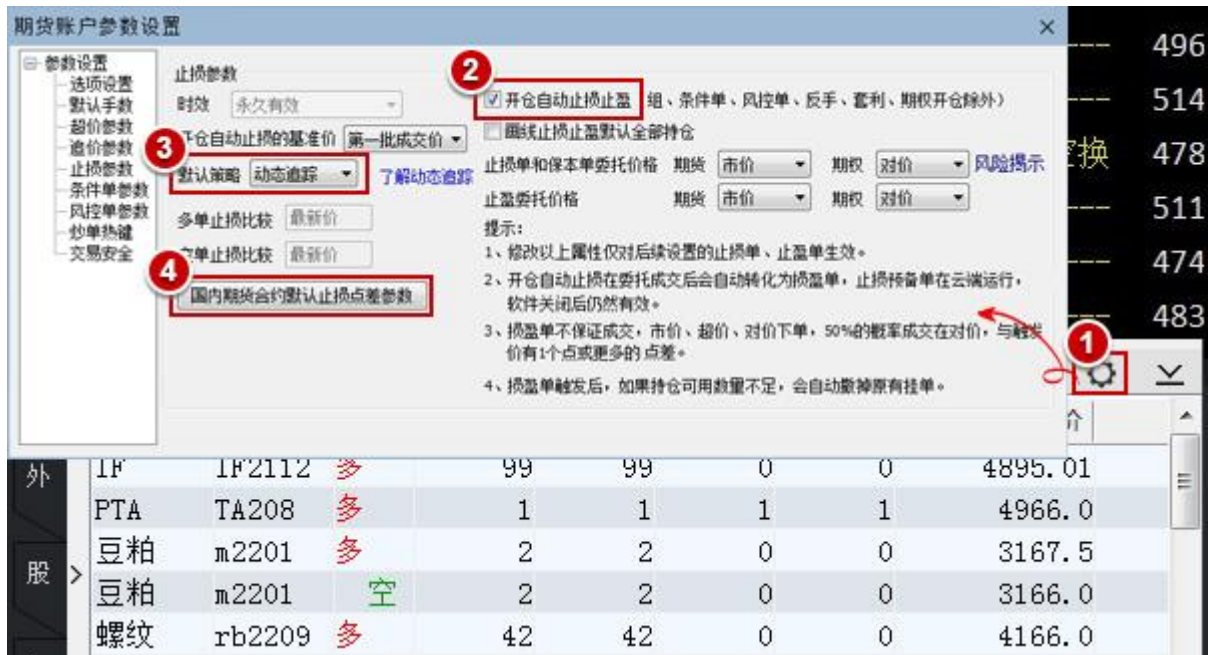 期货账户参数设置
参数设置
选项设置
默认手数
超价参数
追价参数
止损参数
条件单参数
风控单参数
炒单热键
交易安全
止损参数
时效 永久有效
仓自动止损的基准价 第一批成交价
3
默认策略 动态追踪 了解动态追踪
多单止损比较 最新价
单止损比较 最新价
4
国内期货合约默认止损点差参数
2
开仓自动止损止盈 组、条件单、风控单、反手、套利、期权开仓除外)
画线止损止盈默认全部持仓
止损单和保本单委托价格 期货 市价 期权 对价 风险揭示
止盈委托价格 期货 市价 期权 对价
提示:
1、修改以上属性仅对后续设置的止损单、止盈单生效。
2、开仓自动止损在委托成交后会自动转化为损盈单,止损预备单在云端运行,
软件关闭后仍然有效。
3、损盈单不保证成交,市价、超价、对价下单,50%的概率成交在对价,与触发
价有1个点或更多的点差。
4、损盈单触发后,如果持仓可用数量不足,会自动撤掉原有挂单。
1
--- 496
--- 514
空换 478
--- 511
--- 474
--- 483
价
外
股
IF IF2112 多 99 99 0 0 4895.01
PTA TA208 多 1 1 1 1 4966.0
豆粕 m2201 多 2 2 0 0 3167.5
豆粕 m2201 空 2 2 0 0 3166.0
螺纹 rb2209 多 42 42 0 0 4166.0